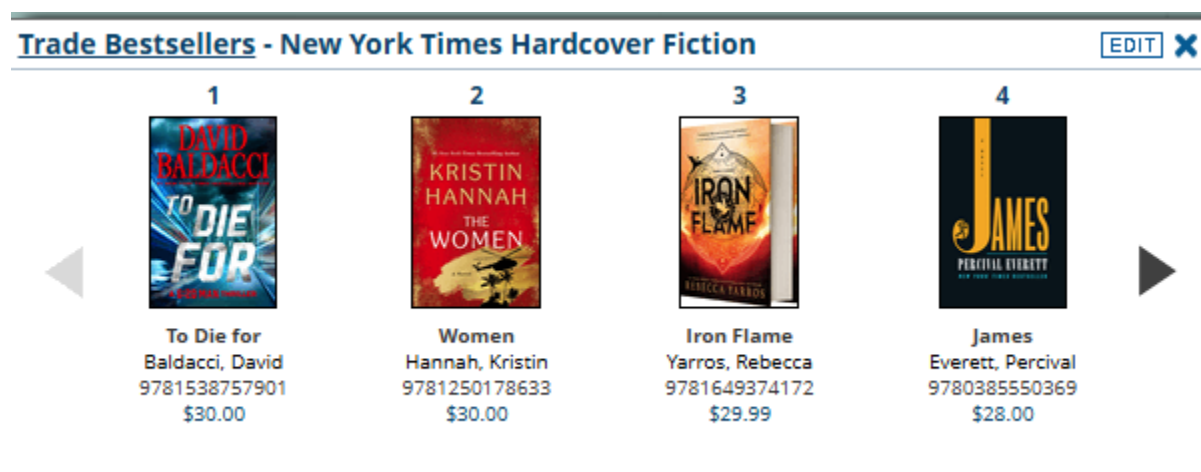 Trade Bestsellers - New York Times Hardcover Fiction
EDIT
1
2
3
4
DAVID
BALDACCI
TO
DIE
FOR
KRISTIN
HANNAH
THE
WOMEN
A Novel
IRON
FLAME
REBECCA YARROS
A NOVEL
JAMES
PERCIVAL EVERETT
NEW YORK TIMES BESTSELLER
To Die for
Baldacci, David
9781538757901
$30.00
Women
Hannah, Kristin
9781250178633
$30.00
Iron Flame
Yarros, Rebecca
9781649374172
$29.99
James
Everett, Percival
9780385550369
$28.00